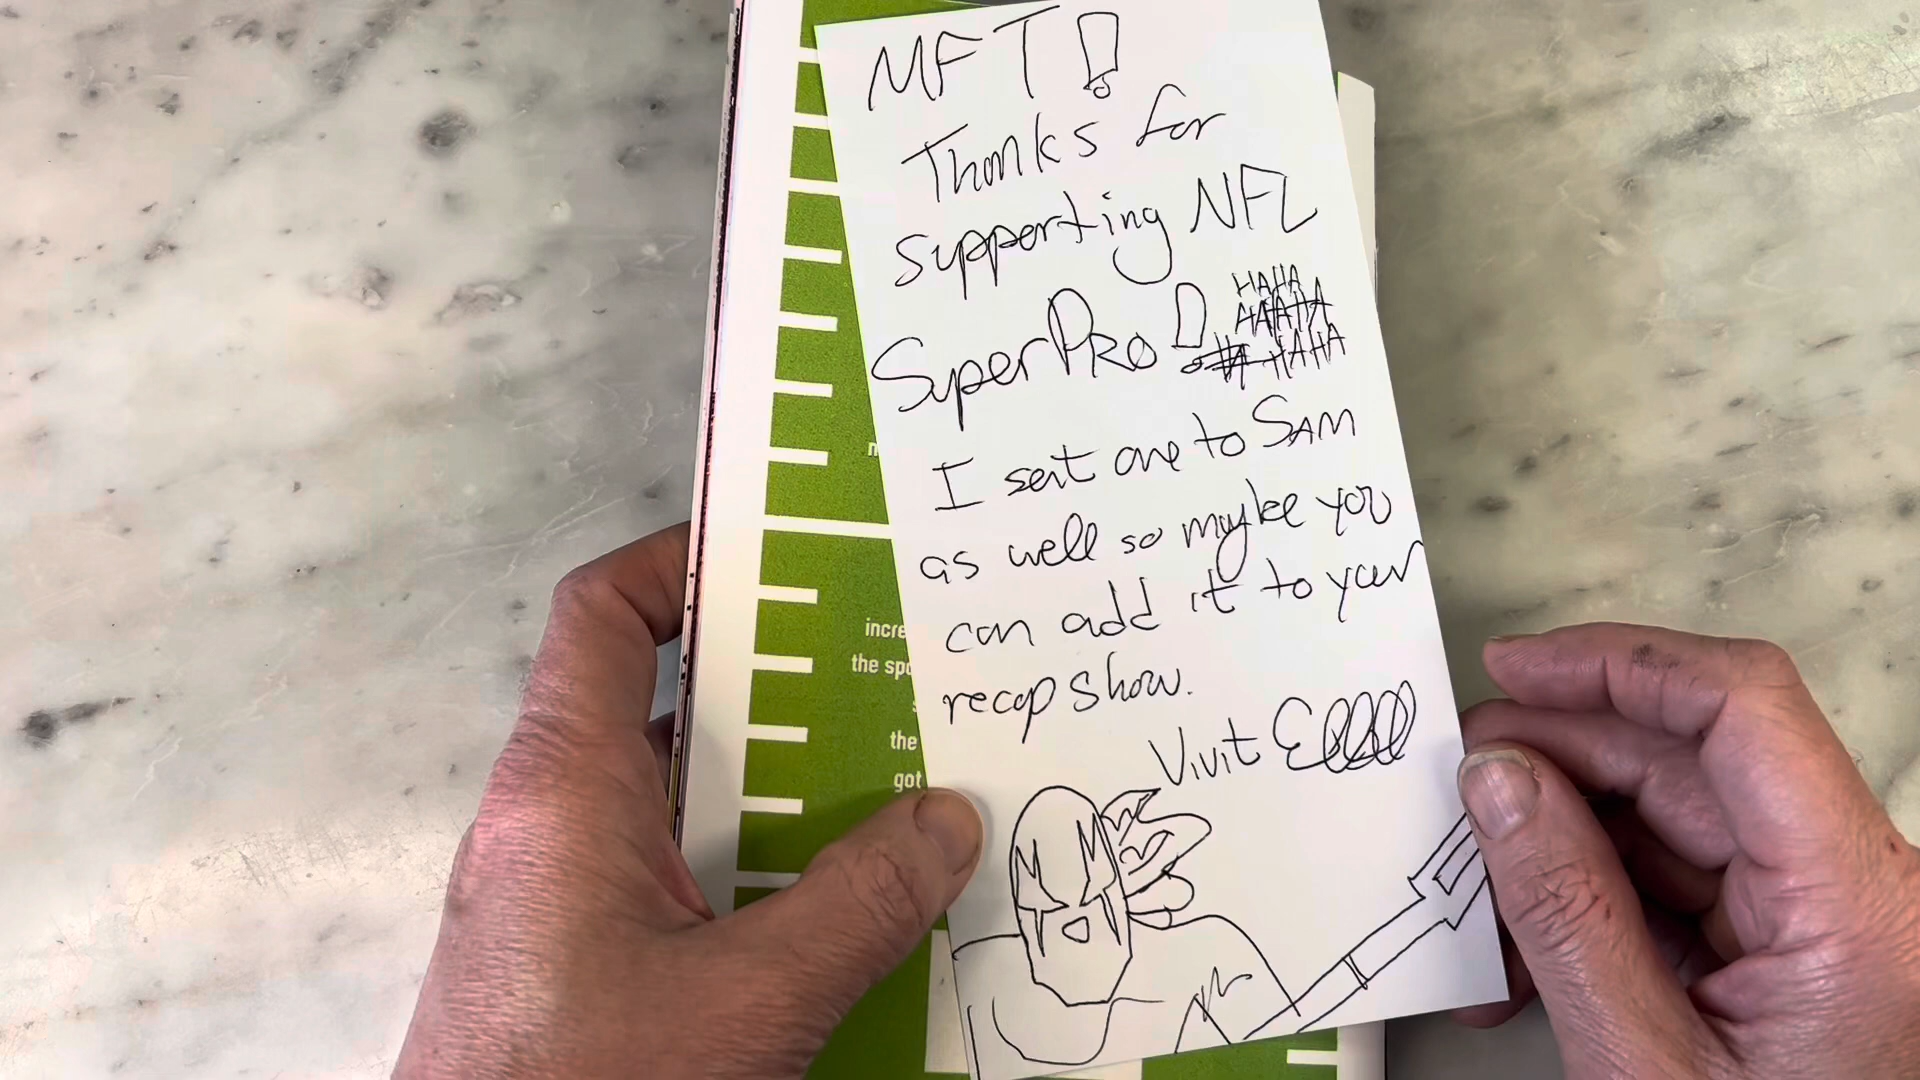 MFT!
Thanks for
supporting NFL
SuperPRO!
HAHA
HAHAHA
HAHA
I sent one to SAM
as well so maybe you
can add it to your
recap show.
Vivit
incre
the spo
the
got